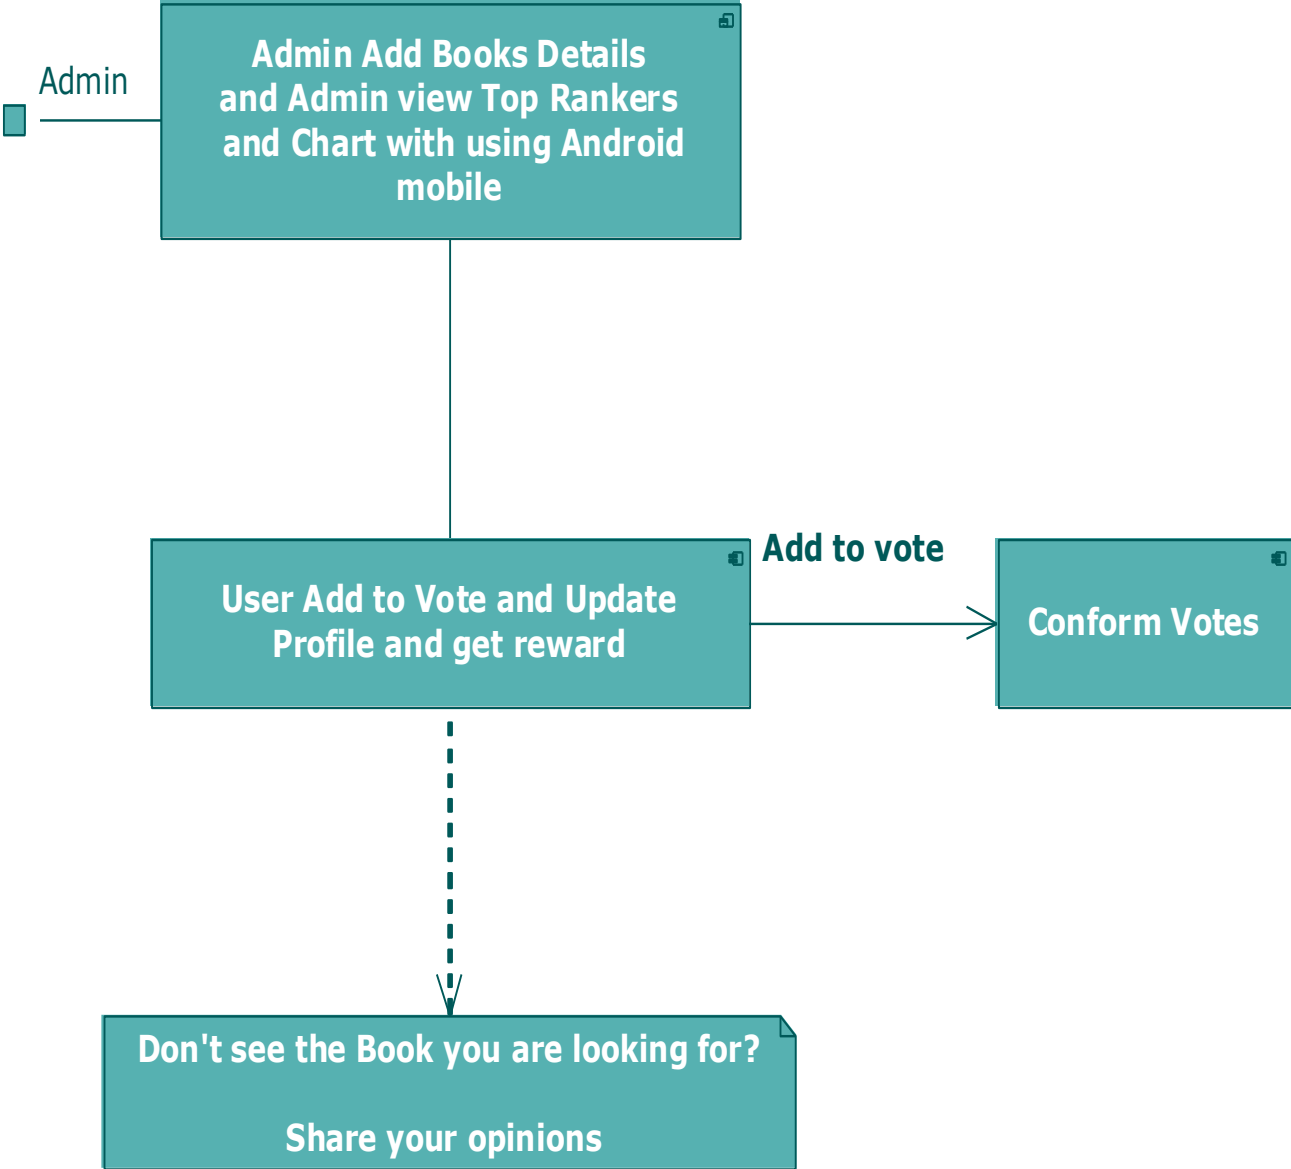 Admin
Admin Add Books Details
and Admin view Top Rankers
and Chart with using Android
mobile
User Add to Vote and Update
Profile and get reward
Add to vote
Conform Votes
Don't see the Book you are looking for?
Share your opinions